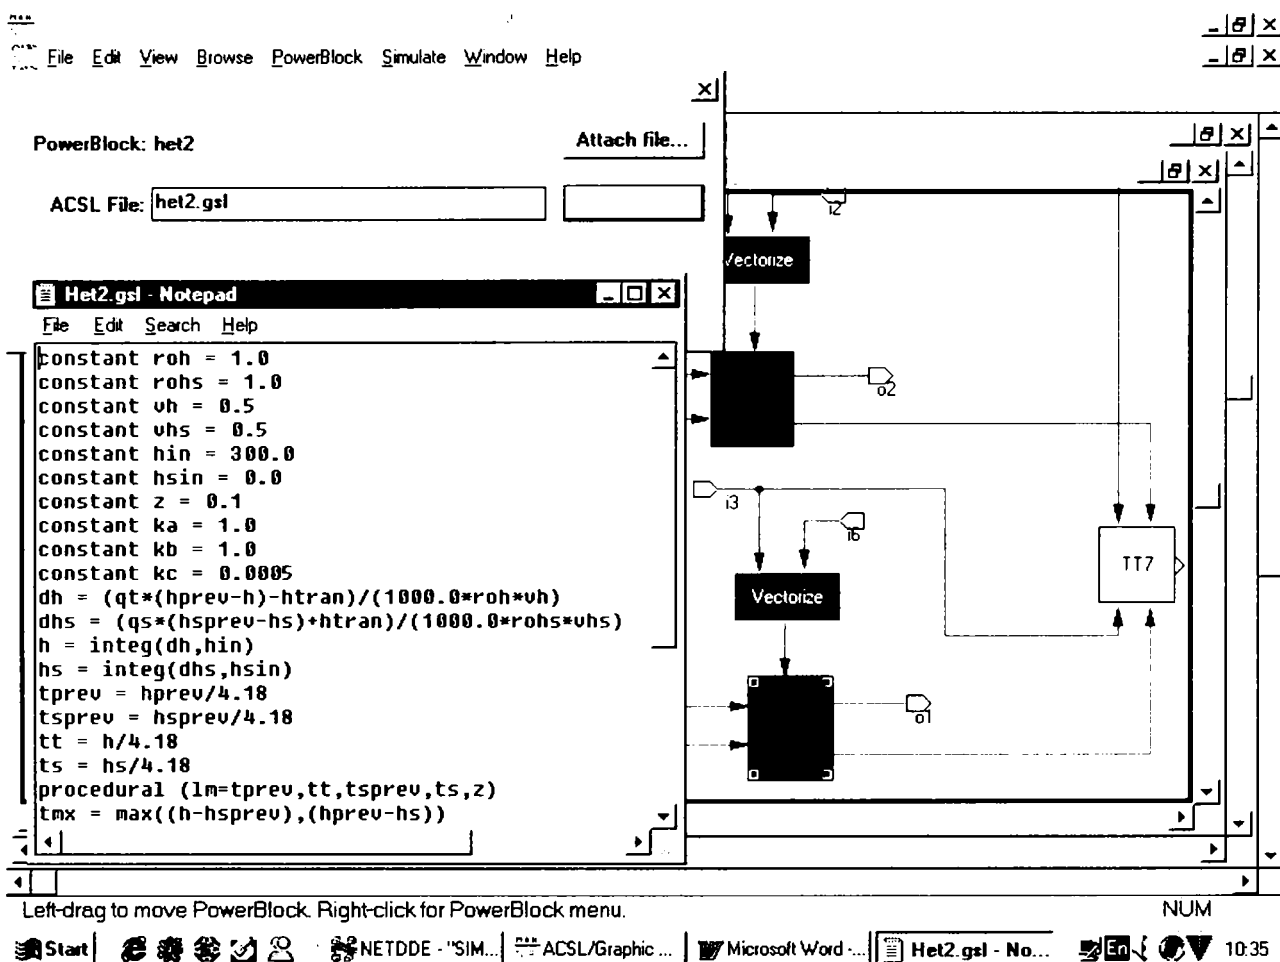 File Edit View Browse PowerBlock Simulate Window Help
PowerBlock: het2
Attach file...
ACSL File: het2.gsl
i2
Vectorize
Het2.gsl - Notepad
File Edit Search Help
constant roh = 1.0
constant rohs = 1.0
constant vh = 0.5
constant vhs = 0.5
constant hin = 300.0
constant hsin = 0.0
constant z = 0.1
constant ka = 1.0
constant kb = 1.0
constant kc = 0.0005
dh = (qt*(hprev-h)-htran)/(1000.0*roh*vh)
dhs = (qs*(hsprev-hs)+htran)/(1000.0*rohs*vhs)
h = integ(dh,hin)
hs = integ(dhs,hsin)
tprev = hprev/4.18
tsprev = hsprev/4.18
tt = h/4.18
ts = hs/4.18
procedural (lm=tprev,tt,tsprev,ts,z)
tmx = max((h-hsprev),(hprev-hs))
o2
i3
i6
TT7
Vectorize
o1
Left-drag to move PowerBlock. Right-click for PowerBlock menu.
NUM
Start
NETDDE - "SIM...
ACSL/Graphic ...
Microsoft Word -...
Het2.gsl - No...
En
10:35